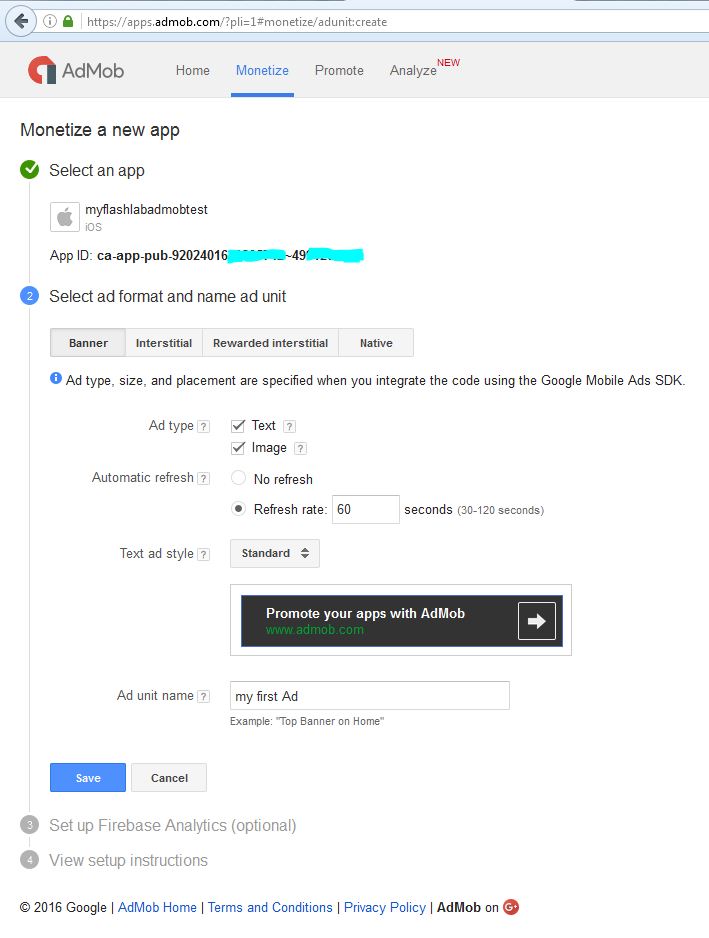 https://apps.admob.com/?pli=1#monetize/adunit:create
AdMob Home Monetize Promote Analyze NEW
Monetize a new app
Select an app
myflashlabadmobtest
iOS
App ID: ca-app-pub-92024016 ~49
2 Select ad format and name ad unit
Banner Interstitial Rewarded interstitial Native
Ad type, size, and placement are specified when you integrate the code using the Google Mobile Ads SDK.
Ad type ? Text ?
Image ?
Automatic refresh ? No refresh
Refresh rate: 60 seconds (30-120 seconds)
Text ad style ? Standard
Promote your apps with AdMob
www.admob.com
Ad unit name ? my first Ad
Example: "Top Banner on Home"
Save Cancel
3 Set up Firebase Analytics (optional)
4 View setup instructions
© 2016 Google | AdMob Home | Terms and Conditions | Privacy Policy | AdMob on G+